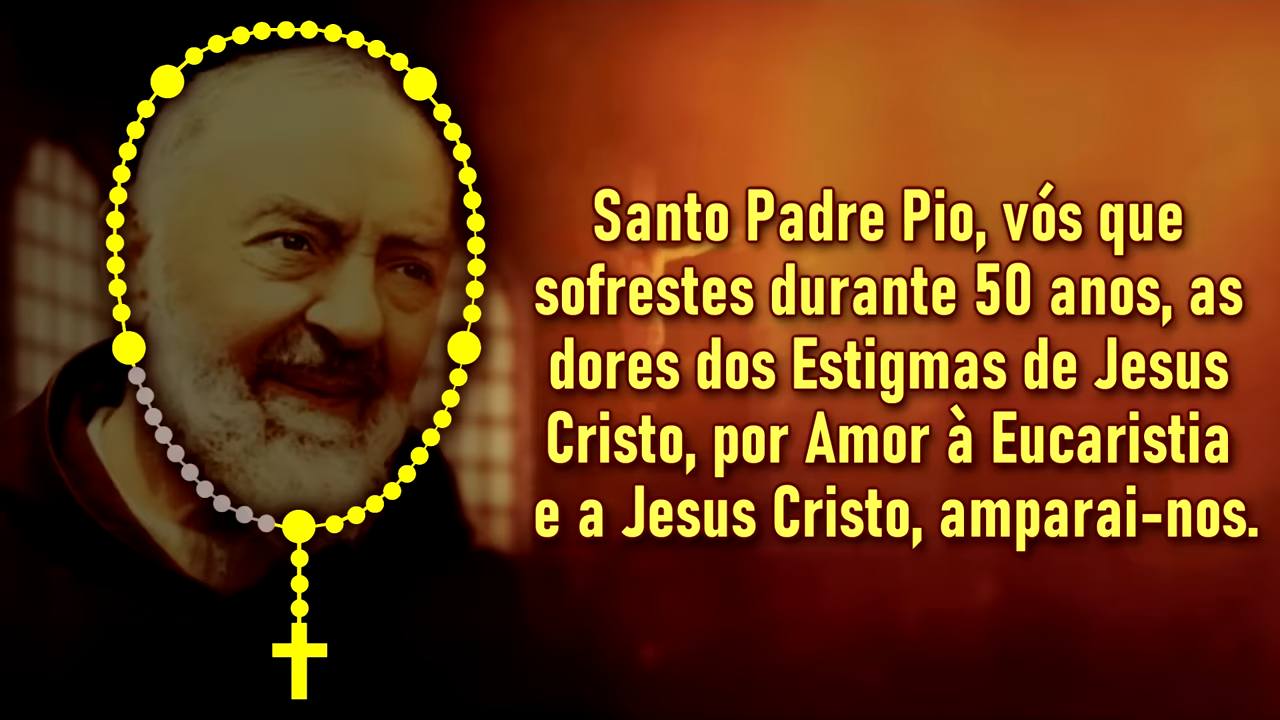 Santo Padre Pio, vós que
sofrestes durante 50 anos, as
dores dos Estigmas de Jesus
Cristo, por Amor à Eucaristia
e a Jesus Cristo, amparai-nos.